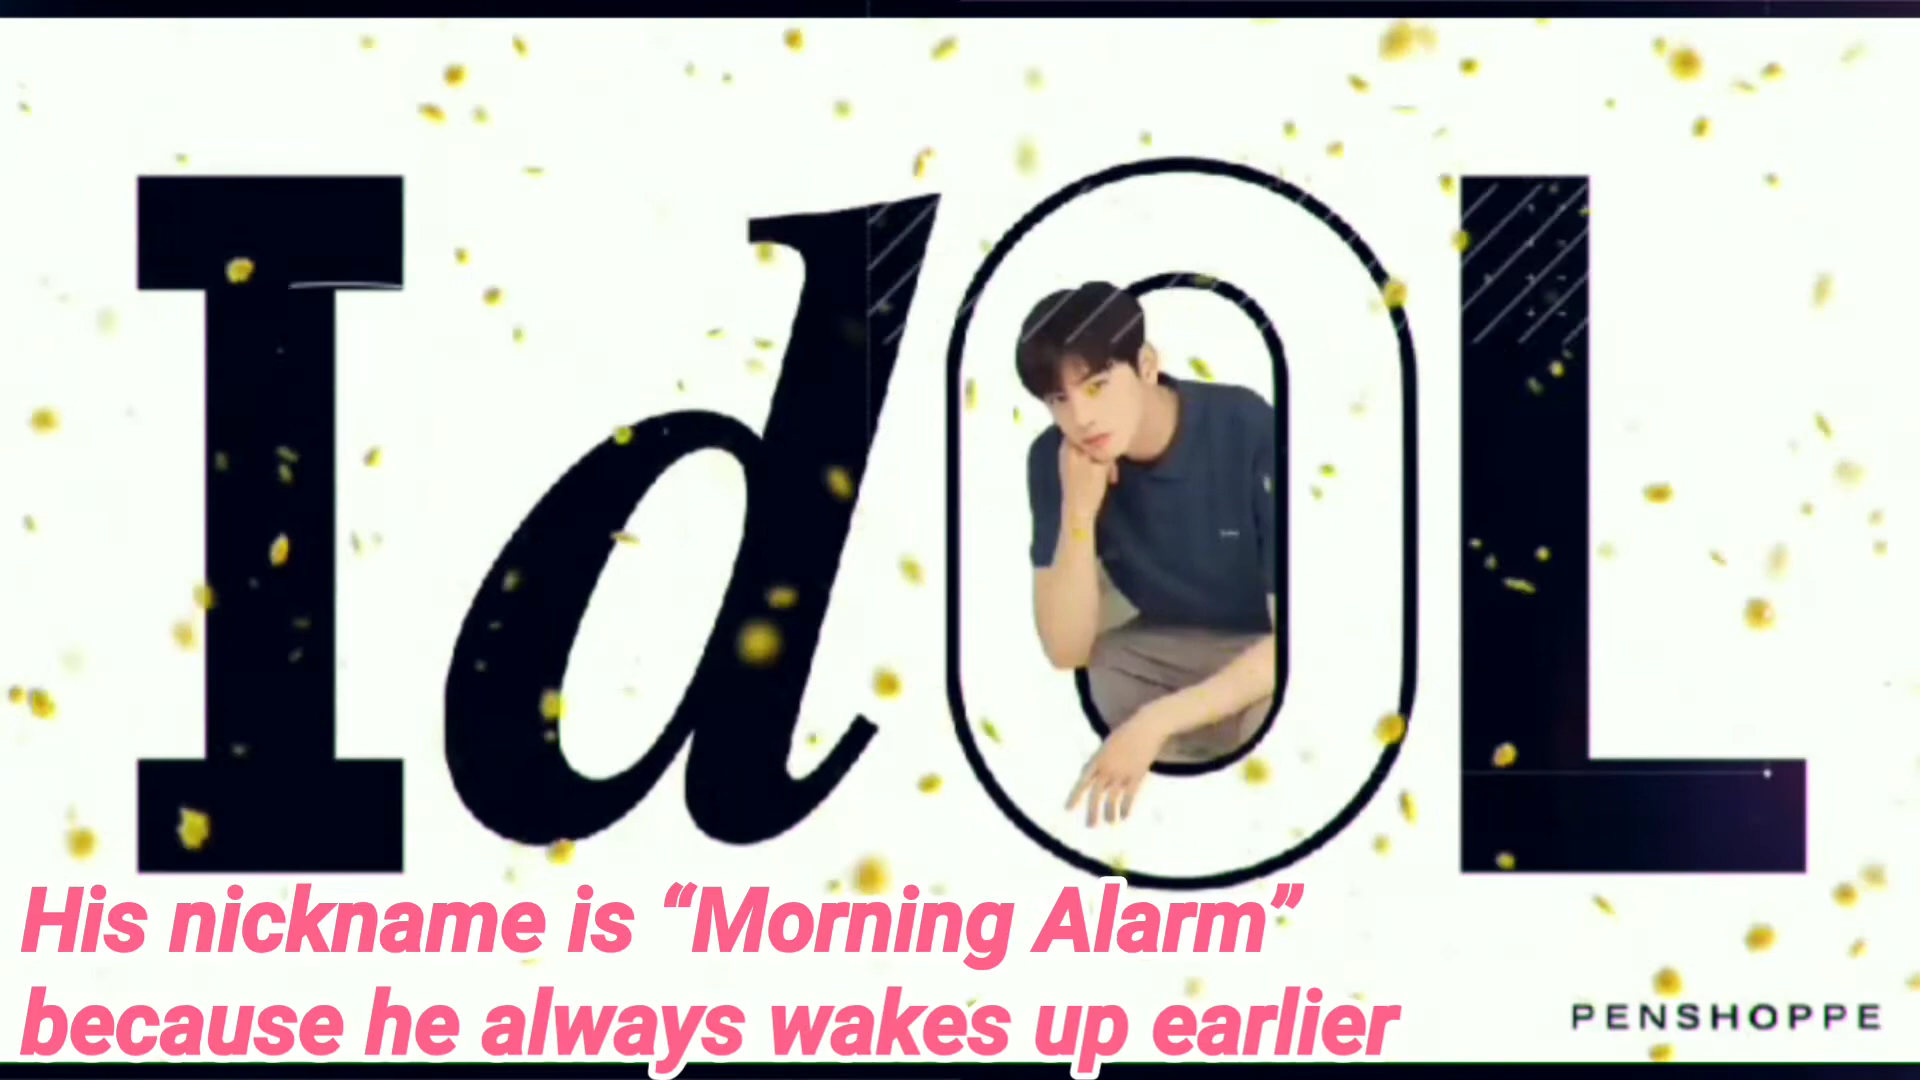 IdOL
His nickname is “Morning Alarm”
because he always wakes up earlier
PENSHOPPE